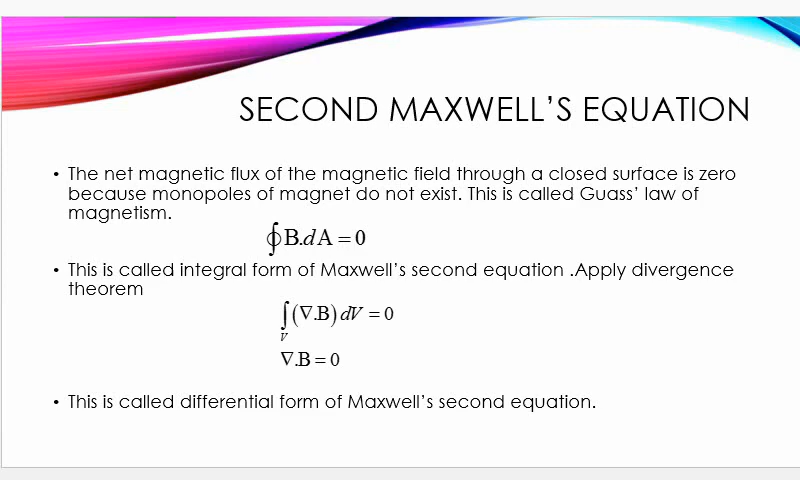 SECOND MAXWELL'S EQUATION
• The net magnetic flux of the magnetic field through a closed surface is zero
because monopoles of magnet do not exist. This is called Guass' law of
magnetism.
∮B.dA = 0
• This is called integral form of Maxwell's second equation .Apply divergence
theorem
∫_V (∇.B) dV = 0
∇.B = 0
• This is called differential form of Maxwell's second equation.